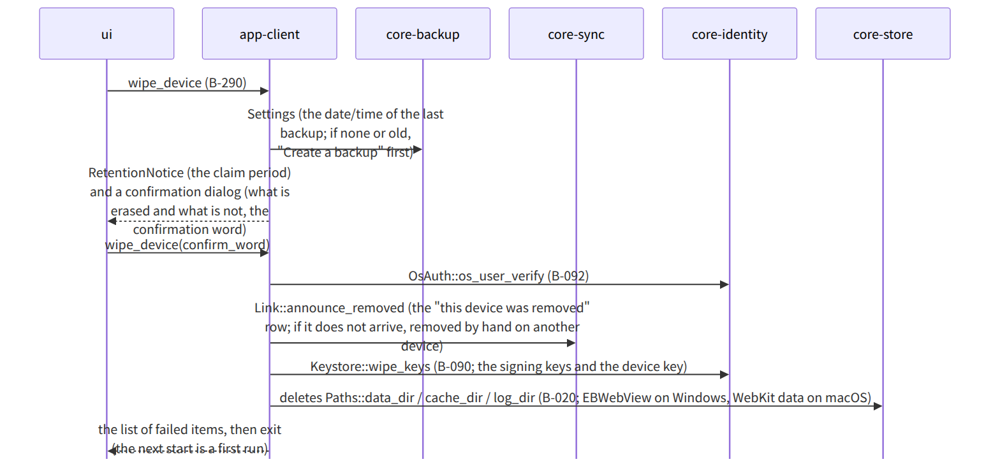 ui
app-client
core-backup
core-sync
core-identity
core-store
wipe_device (B-290)
Settings (the date/time of the last
backup; if none or old,
"Create a backup" first)
RetentionNotice (the claim period)
and a confirmation dialog (what is
erased and what is not, the
confirmation word)
wipe_device(confirm_word)
OsAuth::os_user_verify (B-092)
Link::announce_removed (the "this device was removed"
row; if it does not arrive, removed by hand on another
device)
Keystore::wipe_keys (B-090; the signing keys and the device key)
deletes Paths::data_dir / cache_dir / log_dir (B-020; EBWebView on Windows, WebKit data on macOS)
the list of failed items, then exit
(the next start is a first run)